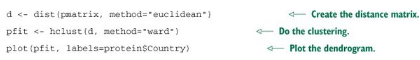 d <- dist(pmatrix, method="euclidean") Create the distance matrix.
pfit <- hclust(d, method="ward") Do the clustering.
plot(pfit, labels=protein$Country) Plot the dendrogram.